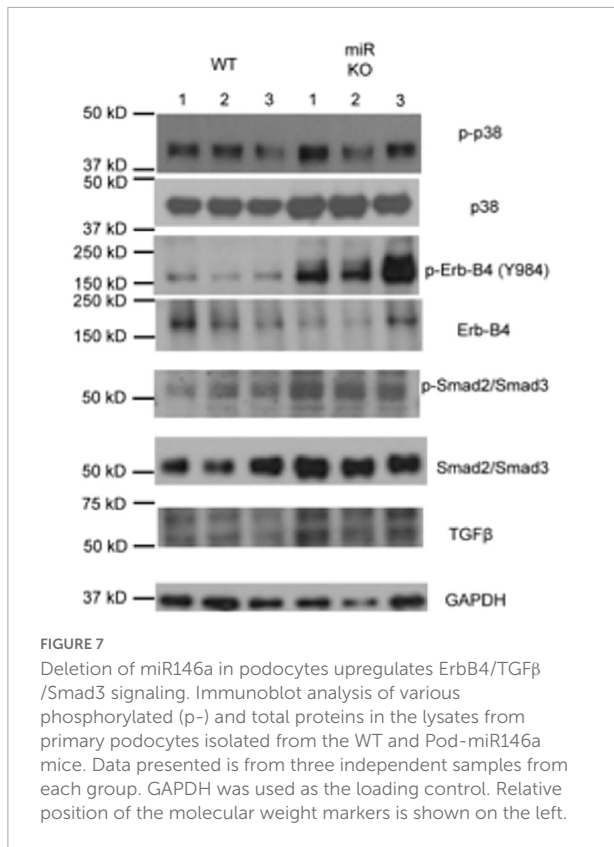 WT miR
KO
1 2 3 1 2 3
50 kD
p-p38
37 kD
50 kD
p38
37 kD
250 kD
p-Erb-B4 (Y984)
150 kD
250 kD
Erb-B4
150 kD
p-Smad2/Smad3
50 kD
50 kD Smad2/Smad3
75 kD
TGFβ
50 kD
37 kD GAPDH
FIGURE 7
Deletion of miR146a in podocytes upregulates ErbB4/TGFβ
/Smad3 signaling. Immunoblot analysis of various
phosphorylated (p-) and total proteins in the lysates from
primary podocytes isolated from the WT and Pod-miR146a
mice. Data presented is from three independent samples from
each group. GAPDH was used as the loading control. Relative
position of the molecular weight markers is shown on the left.